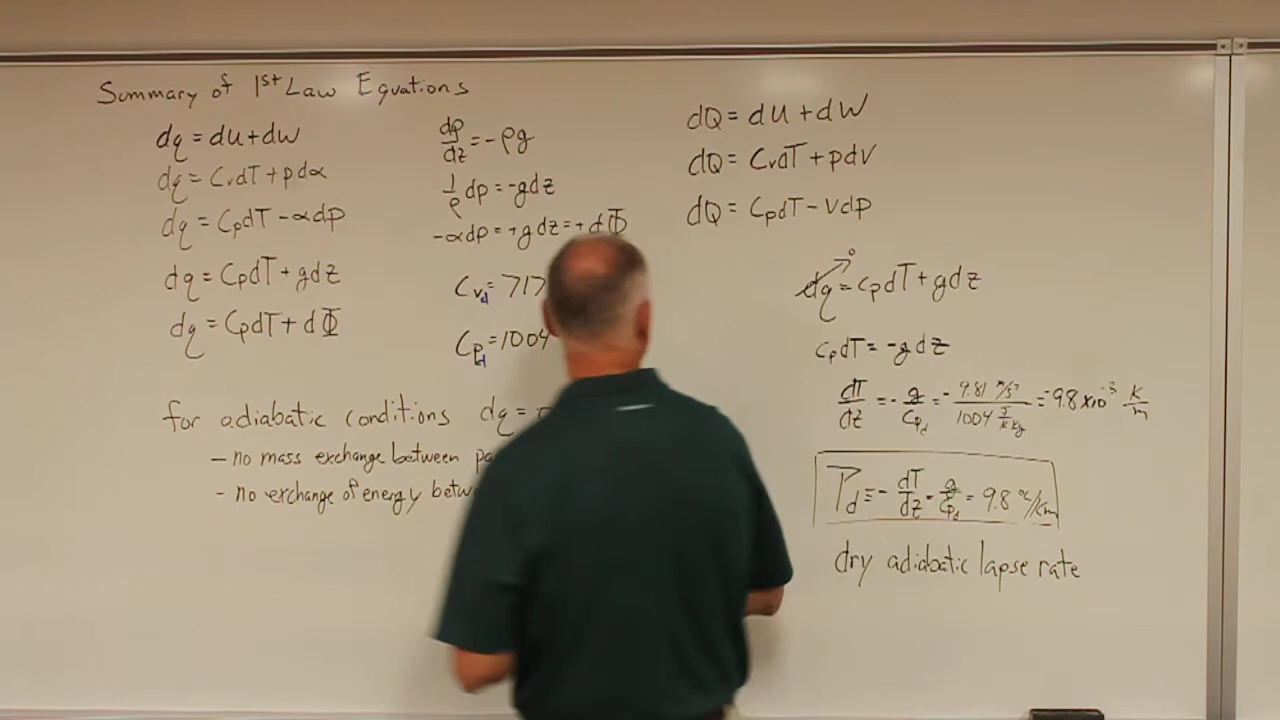 Summary of 1st Law Equations
dq = du + dw
dq = CvdT + pdα
dq = CpdT - αdp
dq = CpdT + gdz
dq = CpdT + dΦ
for adiabatic conditions dq =
- no mass exchange between
- no exchange of energy
dp/dz = -ρg
1/ρ dp = -gdz
-αdp = +gdz = +dΦ
Cvd = 717
Cpd = 1004
dQ = dU + dW
dQ = CvdT + pdV
dQ = CpdT - Vdp
dq→0 = CpdT + gdz
CpdT = -gdz
dT/dz = -g/Cpd = -9.81 m/s² / 1004 J/K kg = -9.8 x10⁻³ K/m
Γd ≡ -dT/dz = g/Cpd = 9.8 °C/km
dry adiabatic lapse rate